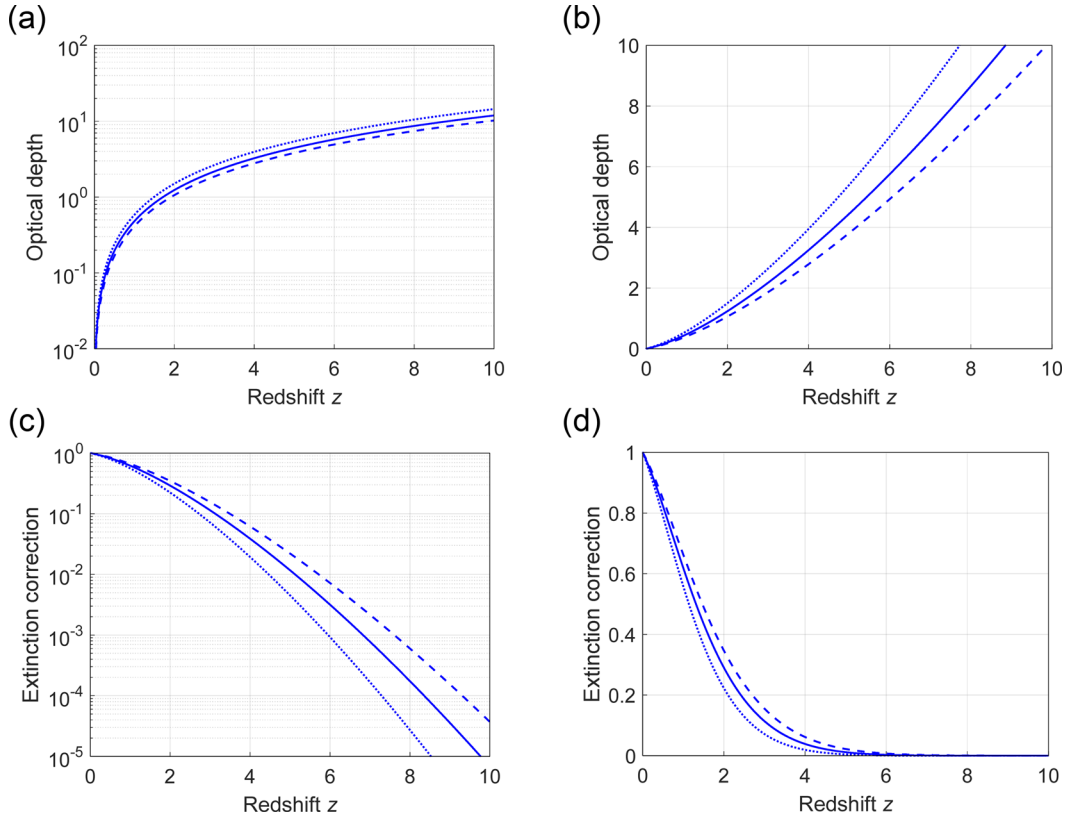 (a)
10^2
10^1
10^0
10^-1
10^-2
Optical depth
0 2 4 6 8 10
Redshift z
(b)
10
8
6
4
2
0
Optical depth
0 2 4 6 8 10
Redshift z
(c)
10^0
10^-1
10^-2
10^-3
10^-4
10^-5
Extinction correction
0 2 4 6 8 10
Redshift z
(d)
1
0.8
0.6
0.4
0.2
0
Extinction correction
0 2 4 6 8 10
Redshift z